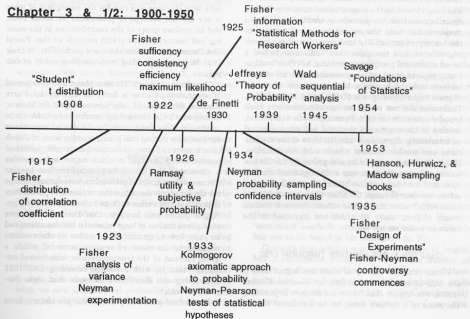 Chapter 3 & 1/2: 1900-1950
Fisher
information
1925 "Statistical Methods for
Research Workers"
Fisher
sufficency
consistency
efficiency
maximum likelihood
"Student"
t distribution
1908
1922
de Finetti
1930
Jeffreys
"Theory of
Probability"
1939
Wald
sequential
analysis
1945
Savage
"Foundations
of Statistics"
1954
1915
Fisher
distribution
of correlation
coefficient
1923
Fisher
analysis of
variance
Neyman
experimentation
1926
Ramsay
utility &
subjective
probability
1933
Kolmogorov
axiomatic approach
to probability
Neyman-Pearson
tests of statistical
hypotheses
1934
Neyman
probability sampling
confidence intervals
1935
Fisher
"Design of
Experiments"
Fisher-Neyman
controversy
commences
1953
Hanson, Hurwicz, &
Madow sampling
books